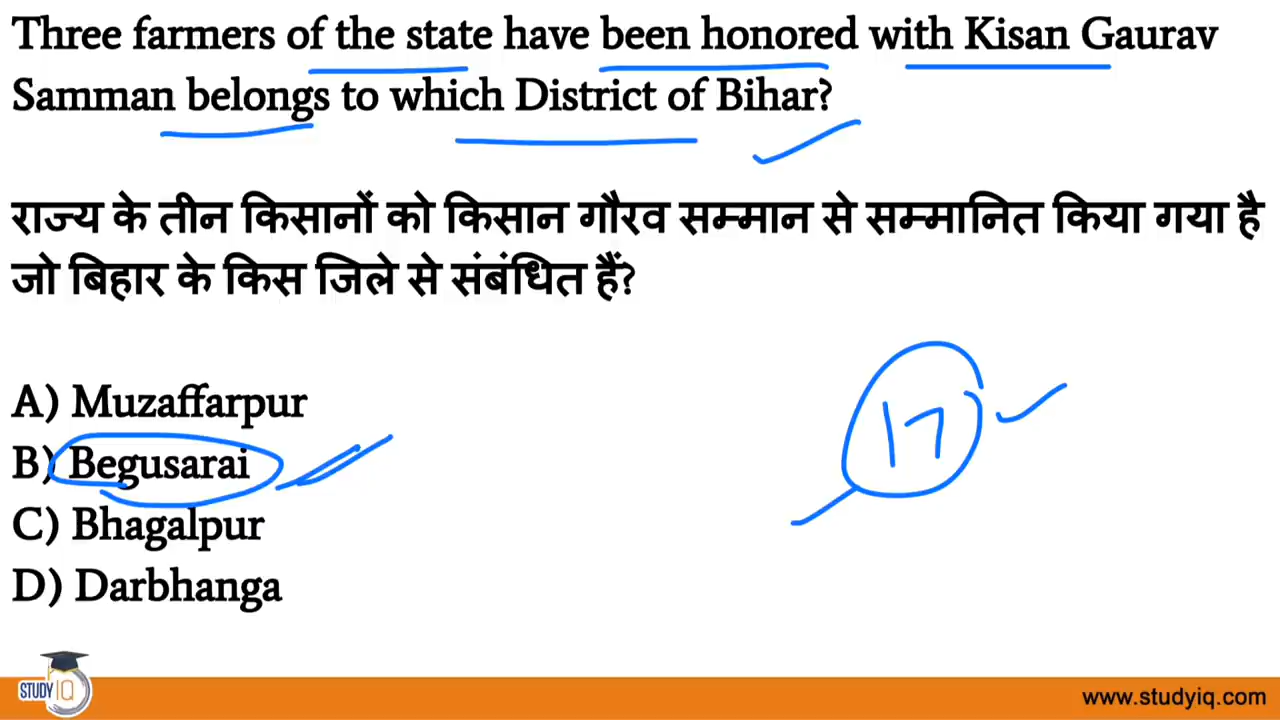 Three farmers of the state have been honored with Kisan Gaurav
Samman belongs to which District of Bihar?
राज्य के तीन किसानों को किसान गौरव सम्मान से सम्मानित किया गया है
जो बिहार के किस जिले से संबंधित हैं?
A) Muzaffarpur
B) Begusarai
17
C) Bhagalpur
D) Darbhanga
STUDY IQ
www.studyiq.com